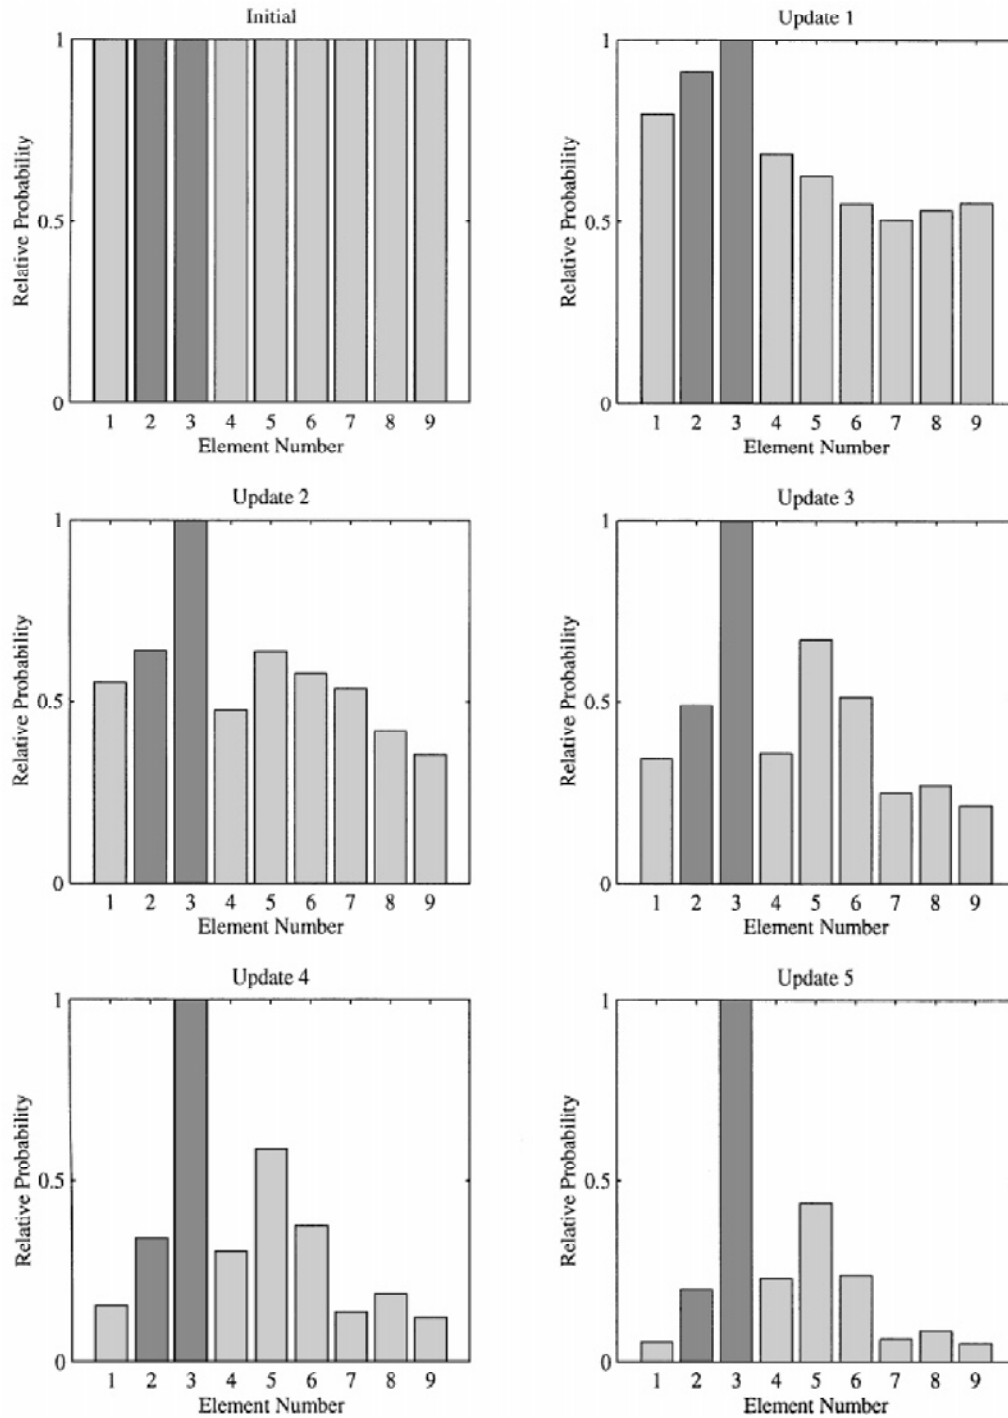 Initial
1
0.5
0
Relative Probability
1 2 3 4 5 6 7 8 9
Element Number
Update 1
1
0.5
0
Relative Probability
1 2 3 4 5 6 7 8 9
Element Number
Update 2
1
0.5
0
Relative Probability
1 2 3 4 5 6 7 8 9
Element Number
Update 3
1
0.5
0
Relative Probability
1 2 3 4 5 6 7 8 9
Element Number
Update 4
1
0.5
0
Relative Probability
1 2 3 4 5 6 7 8 9
Element Number
Update 5
1
0.5
0
Relative Probability
1 2 3 4 5 6 7 8 9
Element Number